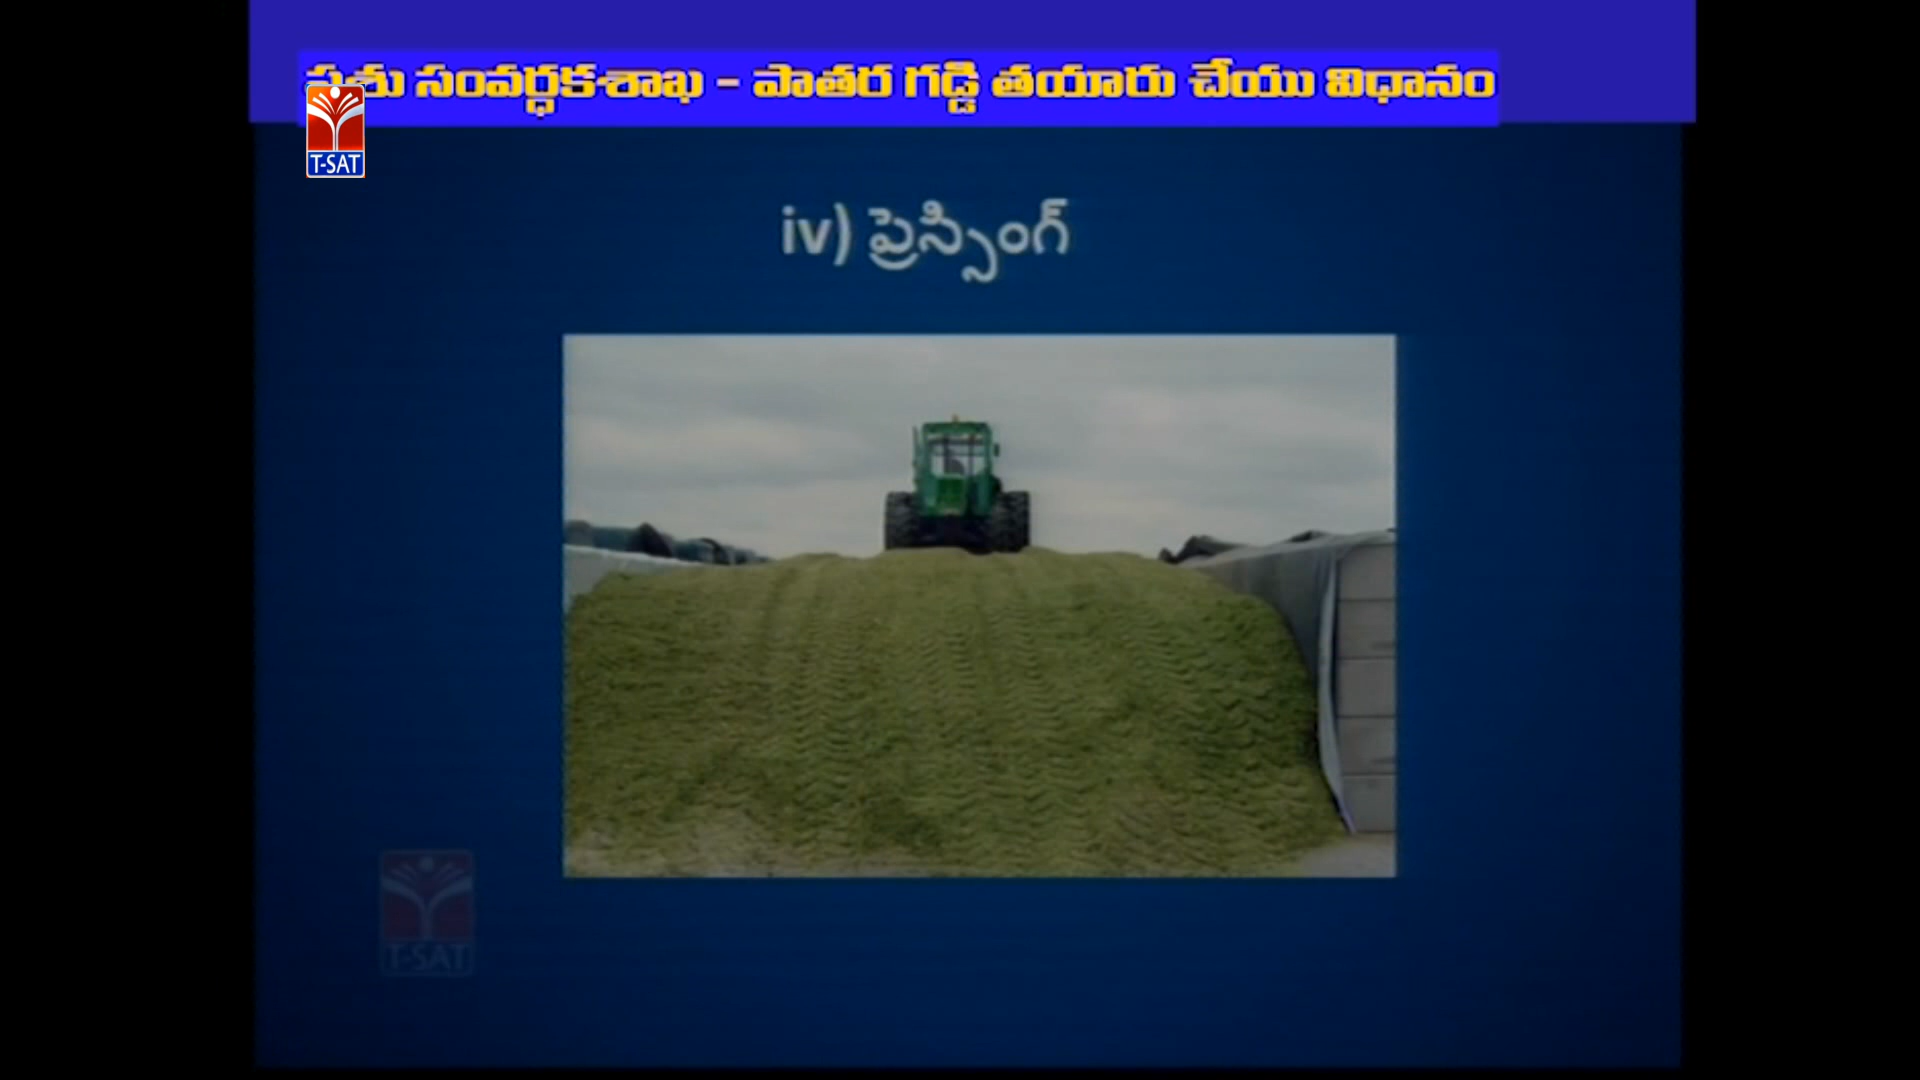 పశు సంవర్ధకశాఖ - పాతర గడ్డి తయారు చేయు విధానం
T-SAT
iv) ప్రెస్సింగ్
T-SAT